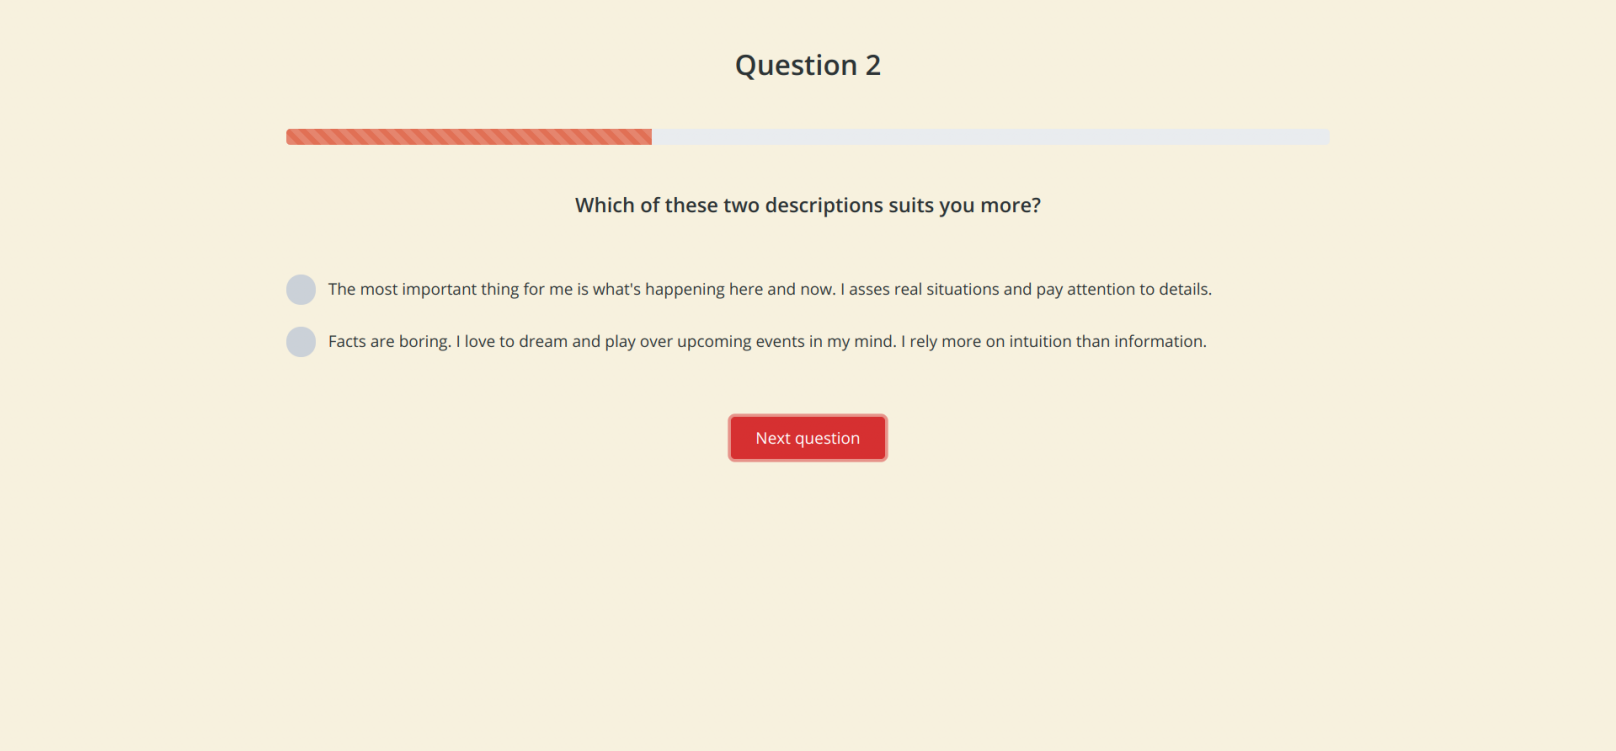 Question 2
Which of these two descriptions suits you more?
The most important thing for me is what's happening here and now. I asses real situations and pay attention to details.
Facts are boring. I love to dream and play over upcoming events in my mind. I rely more on intuition than information.
Next question